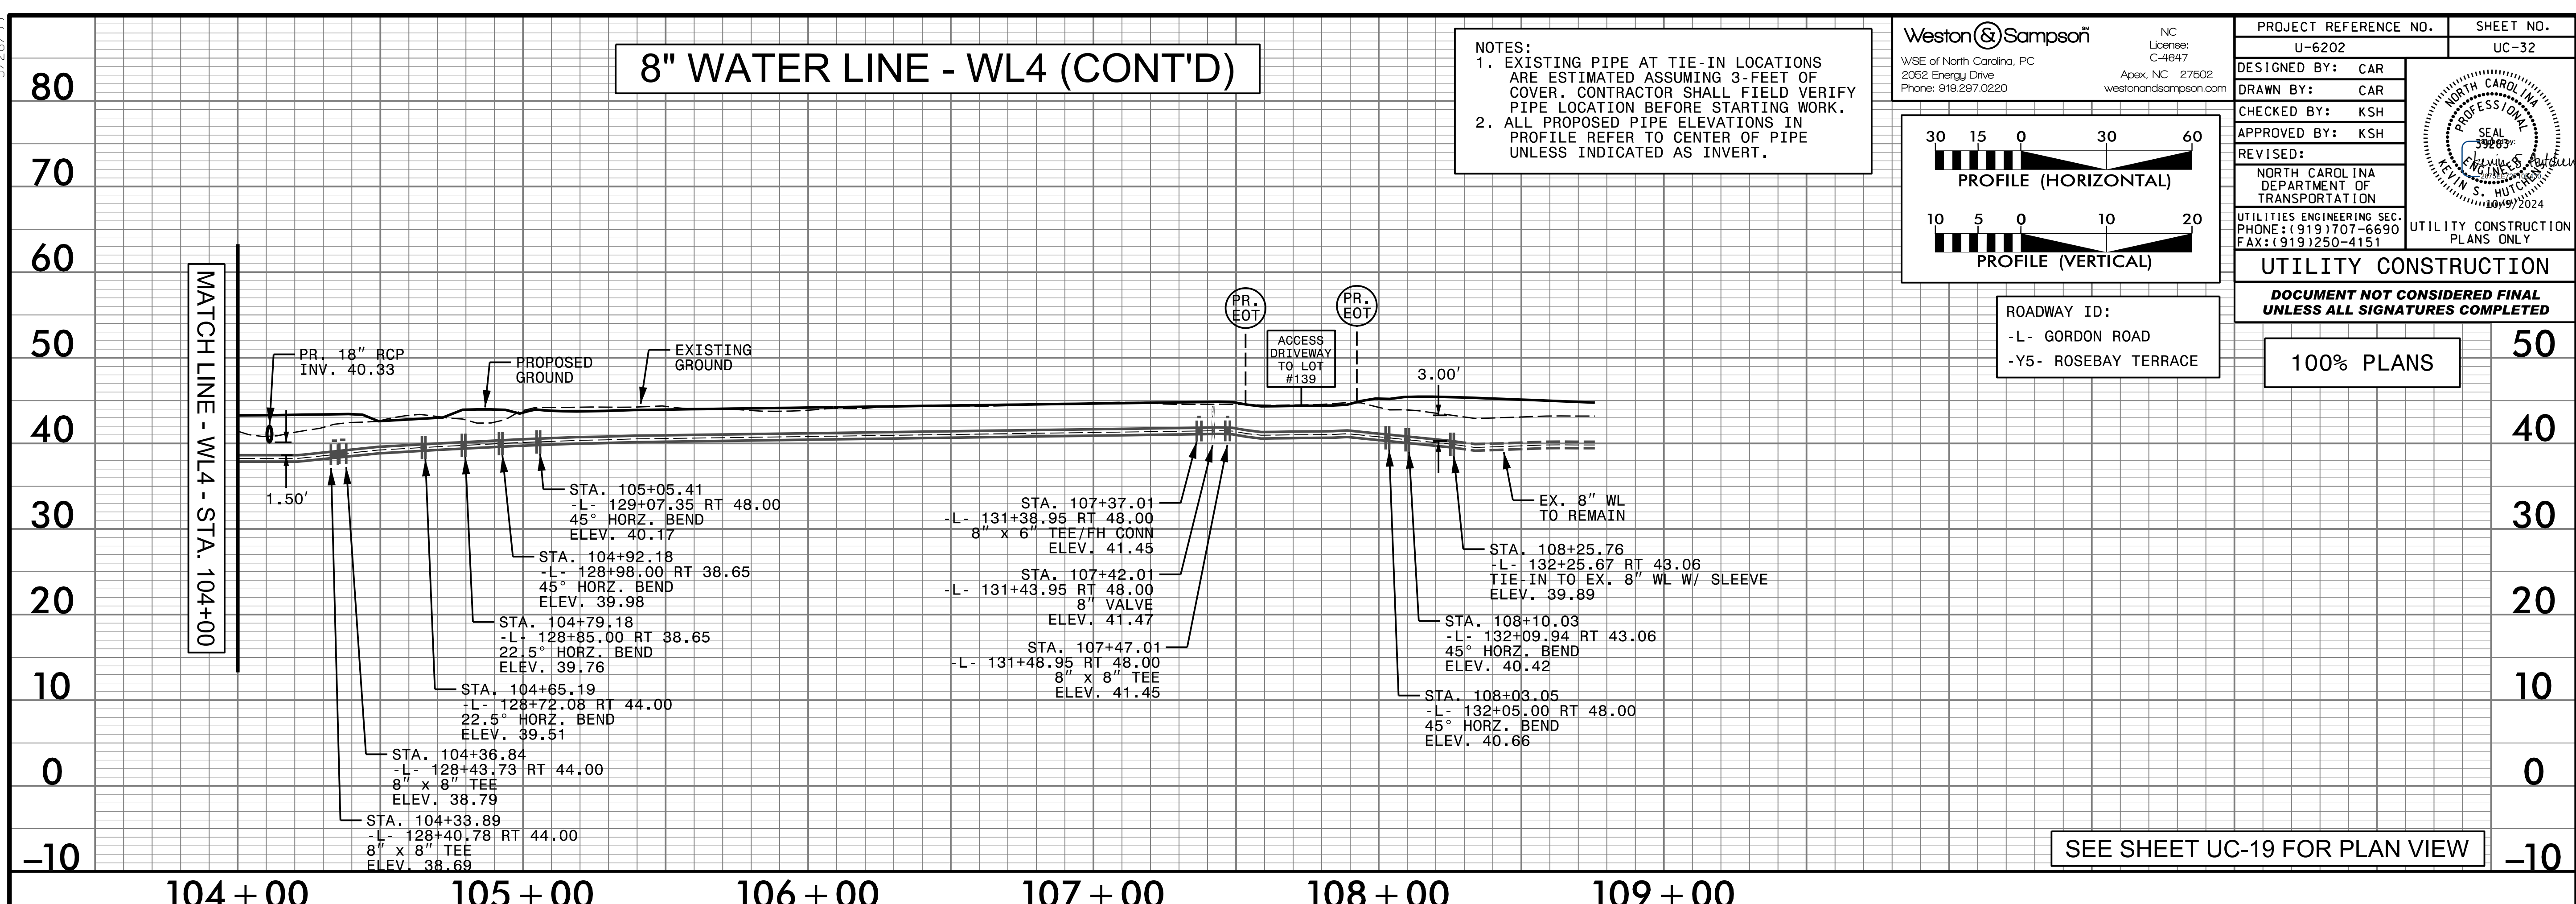 8" WATER LINE - WL4 (CONT'D)
NOTES:
1. EXISTING PIPE AT TIE-IN LOCATIONS
ARE ESTIMATED ASSUMING 3-FEET OF
COVER. CONTRACTOR SHALL FIELD VERIFY
PIPE LOCATION BEFORE STARTING WORK.
2. ALL PROPOSED PIPE ELEVATIONS IN
PROFILE REFER TO CENTER OF PIPE
UNLESS INDICATED AS INVERT.
Weston & Sampson
WSE of North Carolina, PC
2052 Energy Drive
Phone: 919.297.0220
NC
License:
C-4647
Apex, NC 27502
westonandsampson.com
30 15 0 30 60
PROFILE (HORIZONTAL)
10 5 0 10 20
PROFILE (VERTICAL)
ROADWAY ID:
-L- GORDON ROAD
-Y5- ROSEBAY TERRACE
PROJECT REFERENCE NO.
SHEET NO.
U-6202
UC-32
DESIGNED BY: CAR
DRAWN BY: CAR
CHECKED BY: KSH
APPROVED BY: KSH
REVISED:
NORTH CAROLINA
DEPARTMENT OF
TRANSPORTATION
UTILITIES ENGINEERING SEC.
PHONE:(919)707-6690
FAX:(919)250-4151
NORTH CAROLINA
PROFESSIONAL
SEAL
39283
ENGINEER
KEVIN S. HUTCHENS
10/9/2024
UTILITY CONSTRUCTION
PLANS ONLY
UTILITY CONSTRUCTION
DOCUMENT NOT CONSIDERED FINAL
UNLESS ALL SIGNATURES COMPLETED
100% PLANS
80
70
60
50
40
30
20
10
0
-10
MATCH LINE - WL4 - STA. 104+00
PR. 18" RCP
INV. 40.33
PROPOSED
GROUND
EXISTING
GROUND
PR.
EOT
ACCESS
DRIVEWAY
TO LOT
#139
PR.
EOT
3.00'
1.50'
STA. 105+05.41
-L- 129+07.35 RT 48.00
45° HORZ. BEND
ELEV. 40.17
STA. 104+92.18
-L- 128+98.00 RT 38.65
45° HORZ. BEND
ELEV. 39.98
STA. 104+79.18
-L- 128+85.00 RT 38.65
22.5° HORZ. BEND
ELEV. 39.76
STA. 104+65.19
-L- 128+72.08 RT 44.00
22.5° HORZ. BEND
ELEV. 39.51
STA. 104+36.84
-L- 128+43.73 RT 44.00
8" x 8" TEE
ELEV. 38.79
STA. 104+33.89
-L- 128+40.78 RT 44.00
8" x 8" TEE
ELEV. 38.69
STA. 107+37.01
-L- 131+38.95 RT 48.00
8" x 6" TEE/FH CONN
ELEV. 41.45
STA. 107+42.01
-L- 131+43.95 RT 48.00
8" VALVE
ELEV. 41.47
STA. 107+47.01
-L- 131+48.95 RT 48.00
8" x 8" TEE
ELEV. 41.45
EX. 8" WL
TO REMAIN
STA. 108+25.76
-L- 132+25.67 RT 43.06
TIE-IN TO EX. 8" WL W/ SLEEVE
ELEV. 39.89
STA. 108+10.03
-L- 132+09.94 RT 43.06
45° HORZ. BEND
ELEV. 40.42
STA. 108+03.05
-L- 132+05.00 RT 48.00
45° HORZ. BEND
ELEV. 40.66
50
40
30
20
10
0
-10
SEE SHEET UC-19 FOR PLAN VIEW
104+00 105+00 106+00 107+00 108+00 109+00